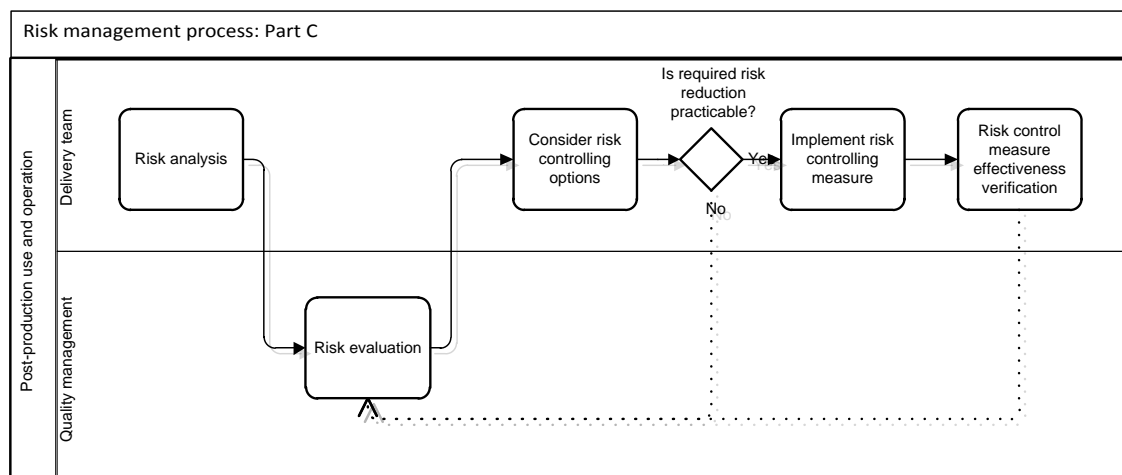 Risk management process: Part C
Post-production use and operation
Delivery team
Quality management
Risk analysis
Risk evaluation
Consider risk
controlling
options
Is required risk
reduction
practicable?
Yes
No
Implement risk
controlling
measure
Risk control
measure
effectiveness
verification